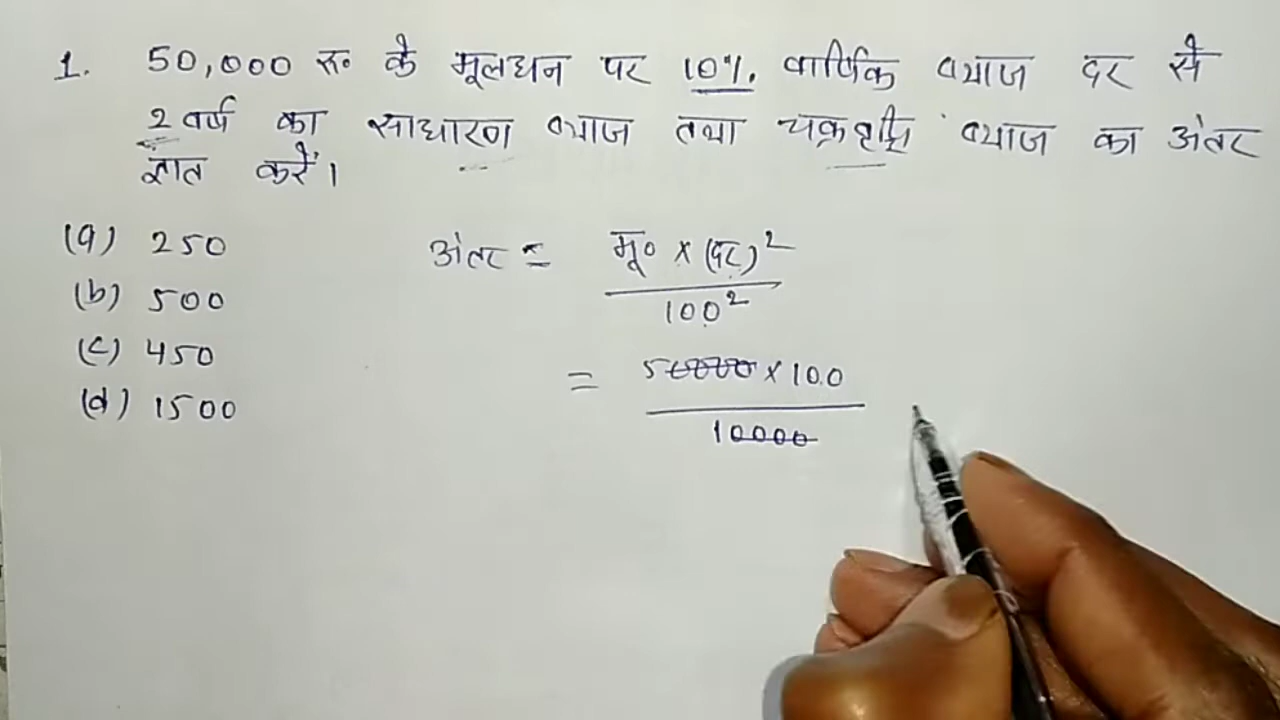 1. 50,000 रु० के मूलधन पर 10% वार्षिक ब्याज दर से
2 वर्ष का साधारण ब्याज तथा चक्रवृद्धि ब्याज का अंतर
ज्ञात करें।
(a) 250
(b) 500
(c) 450
(d) 1500
अंतर = मू० × (दर)²
100²
= 50000 × 100
10000